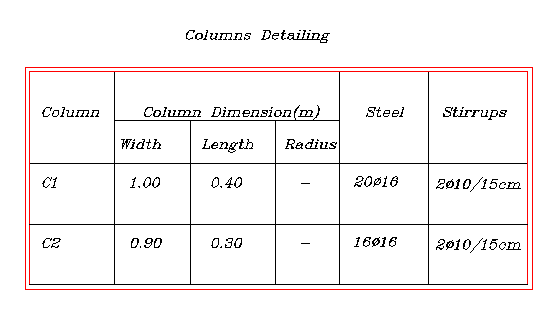 Columns Detailing
Column Column Dimension(m) Steel Stirrups
Width Length Radius
C1 1.00 0.40 - 20ø16 2ø10/15cm
C2 0.90 0.30 - 16ø16 2ø10/15cm